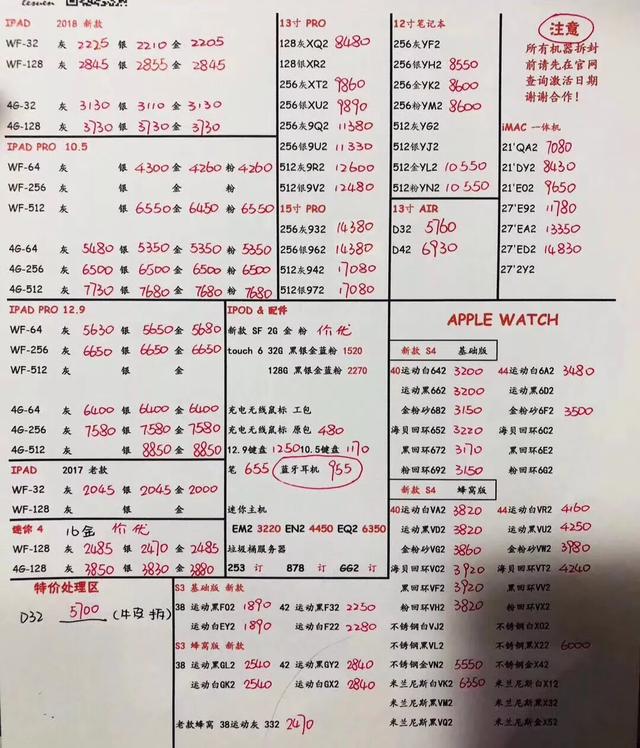 IPAD 2018 新款
WF-32 灰 2225 银 2210 金 2205
WF-128 灰 2845 银 2855 金 2845
4G-32 灰 3130 银 3110 金 3130
4G-128 灰 3730 银 3730 金 3730
IPAD PRO 10.5
WF-64 灰 银 4300 金 4260 粉 4260
WF-256 灰 银 金 粉
WF-512 灰 银 6550 金 6450 粉 6550
4G-64 灰 5480 银 5350 金 5350 粉 5350
4G-256 灰 6500 银 6500 金 6500 粉 6500
4G-512 灰 7730 银 7680 金 7680 粉 7680
IPAD PRO 12.9
WF-64 灰 5630 银 5650 金 5680
WF-256 灰 6650 银 6650 金 6650
WF-512 灰 银 金
4G-64 灰 6400 银 6400 金 6400
4G-256 灰 7580 银 7580 金 7580
4G-512 灰 银 8850 金 8850
IPAD 2017 老款
WF-32 灰 2045 银 2045 金 2000
WF-128 灰 银 金
迷你 4 16金 价优
WF-128 灰 2485 银 2470 金 2485
4G-128 灰 3850 银 3830 金 3880
特价处理区
D32 5700 (牛皮 拆)
13寸 PRO
128灰XQ2 8480
128银XR2
256灰XT2 9860
256银XU2 9890
256灰9Q2 11380
256银9U2 11330
512灰9R2 12600
512银9V2 12480
15寸 PRO
256灰932 14380
256银962 14380
512灰942 17080
512银972 17080
12寸笔记本
256灰YF2
256银YH2 8550
256金YK2 8600
256粉YM2 8600
512灰YG2
512银YJ2
512金YL2 10550
512粉YN2 10550
13寸 AIR
D32 5760
D42 6930
注意
所有机器拆封
前请先在官网
查询激活日期
谢谢合作!
iMAC 一体机
21'QA2 7080
21'DY2 8430
21'E02 9650
27'E92 11780
27'EA2 13350
27'ED2 14830
27'2Y2
IPOD & 配件
新款 SF 2G 金 粉 价优
touch 6 32G 黑银金蓝粉 1520
128G 黑银金蓝粉 2270
充电无线鼠标 工包
充电无线鼠标 原包 480
12.9键盘 1250 10.5键盘 1170
笔 655 蓝牙耳机 955
迷你主机
EM2 3220 EN2 4450 EQ2 6350
垃圾桶服务器
253 订 878 订 GG2 订
APPLE WATCH
新款 S4 基础版
40运动白642 3200 44运动白6A2 3480
运动黑662 3200 运动黑6D2
金粉砂6B2 3150 金粉砂6F2 3500
海贝回652 3220 海贝回6C2
黑回环672 3170 黑回环6E2
粉回环692 3150 粉回环6G2
新款 S4 蜂窝版
40运动白VA2 3820 44运动白VR2 4160
运动黑VD2 3820 运动黑VU2 4250
金粉砂VG2 3860 金粉砂VW2 3980
海贝回VC2 3920 海贝回VT2 4240
黑回环VF2 3920 黑回环VV2
粉回环VH2 3820 粉回环VX2
不锈钢白VJ2 不锈钢白X02
不锈钢黑VL2 不锈钢黑X22 6000
不锈钢金VN2 5550 不锈钢金X42
米兰尼斯白VK2 6350 米兰尼斯白X12
米兰尼斯黑VM2 米兰尼斯黑X32
米兰尼斯黑VQ2 米兰尼斯金X52
S3 基础版 新款
38 运动黑F02 1890 42 运动黑F32 2250
运动白EY2 1890 运动白F22 2280
S3 蜂窝版 新款
38 运动黑GL2 2540 42 运动黑GY2 2840
运动白GK2 2540 运动白GX2 2840
老款蜂窝 38运动灰 332 2470